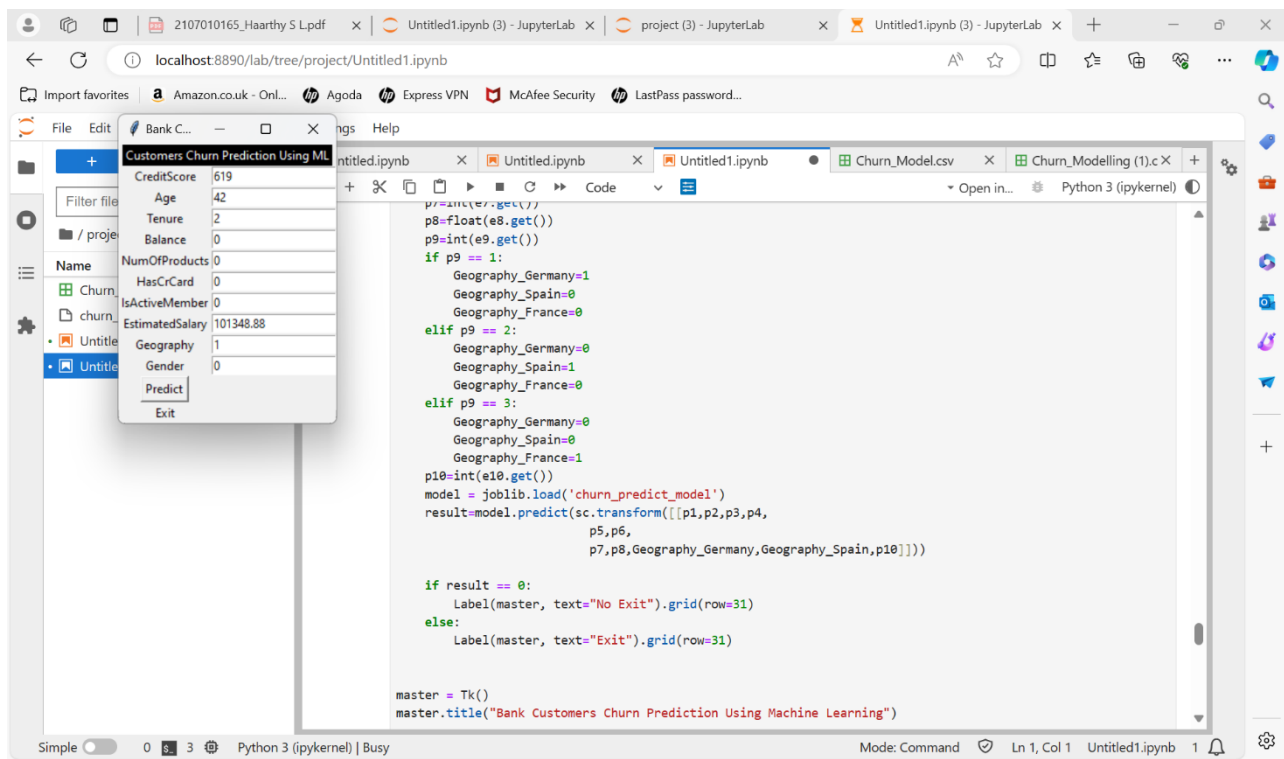 2107010165_Haarthy S L.pdf
Untitled1.ipynb (3) - JupyterLab
project (3) - JupyterLab
Untitled1.ipynb (3) - JupyterLab
localhost:8890/lab/tree/project/Untitled1.ipynb
Import favorites
Amazon.co.uk - Onl...
Agoda
Express VPN
McAfee Security
LastPass password...
File Edit
ngs Help
Bank C...
Customers Churn Prediction Using ML
CreditScore 619
Age 42
Tenure 2
Balance 0
NumOfProducts 0
HasCrCard 0
IsActiveMember 0
EstimatedSalary 101348.88
Geography 1
Gender 0
Predict
Exit
Filter file
/ proje
Name
Churn_
churn_
Untitle
Untitle
ntitled.ipynb
Untitled.ipynb
Untitled1.ipynb
Churn_Model.csv
Churn_Modelling (1).c
Code
Open in...
Python 3 (ipykernel)
p7=int(e7.get())
p8=float(e8.get())
p9=int(e9.get())
if p9 == 1:
Geography_Germany=1
Geography_Spain=0
Geography_France=0
elif p9 == 2:
Geography_Germany=0
Geography_Spain=1
Geography_France=0
elif p9 == 3:
Geography_Germany=0
Geography_Spain=0
Geography_France=1
p10=int(e10.get())
model = joblib.load('churn_predict_model')
result=model.predict(sc.transform([[p1,p2,p3,p4,
p5,p6,
p7,p8,Geography_Germany,Geography_Spain,p10]]))
if result == 0:
Label(master, text="No Exit").grid(row=31)
else:
Label(master, text="Exit").grid(row=31)
master = Tk()
master.title("Bank Customers Churn Prediction Using Machine Learning")
Simple
0
3
Python 3 (ipykernel) | Busy
Mode: Command
Ln 1, Col 1
Untitled1.ipynb
1